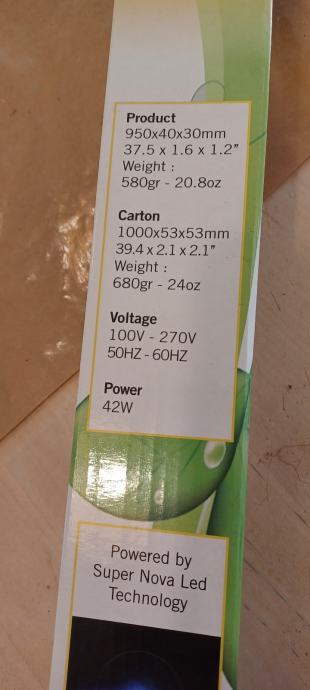 Product
950x40x30mm
37.5 x 1.6 x 1.2"
Weight :
580gr - 20.8oz
Carton
1000x53x53mm
39.4 x 2.1 x 2.1"
Weight :
680gr - 24oz
Voltage
100V - 270V
50HZ - 60HZ
Power
42W
Powered by
Super Nova Led
Technology